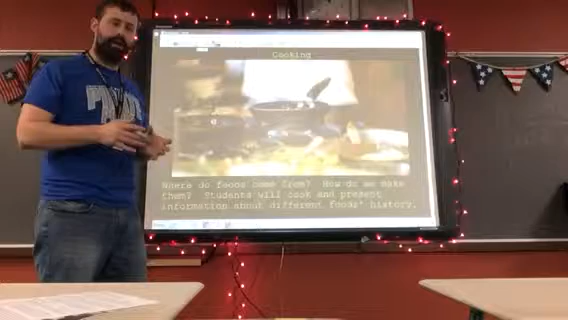 Cooking
Where do foods come from? How do we make
them? Students will cook and present
information about different foods' history.